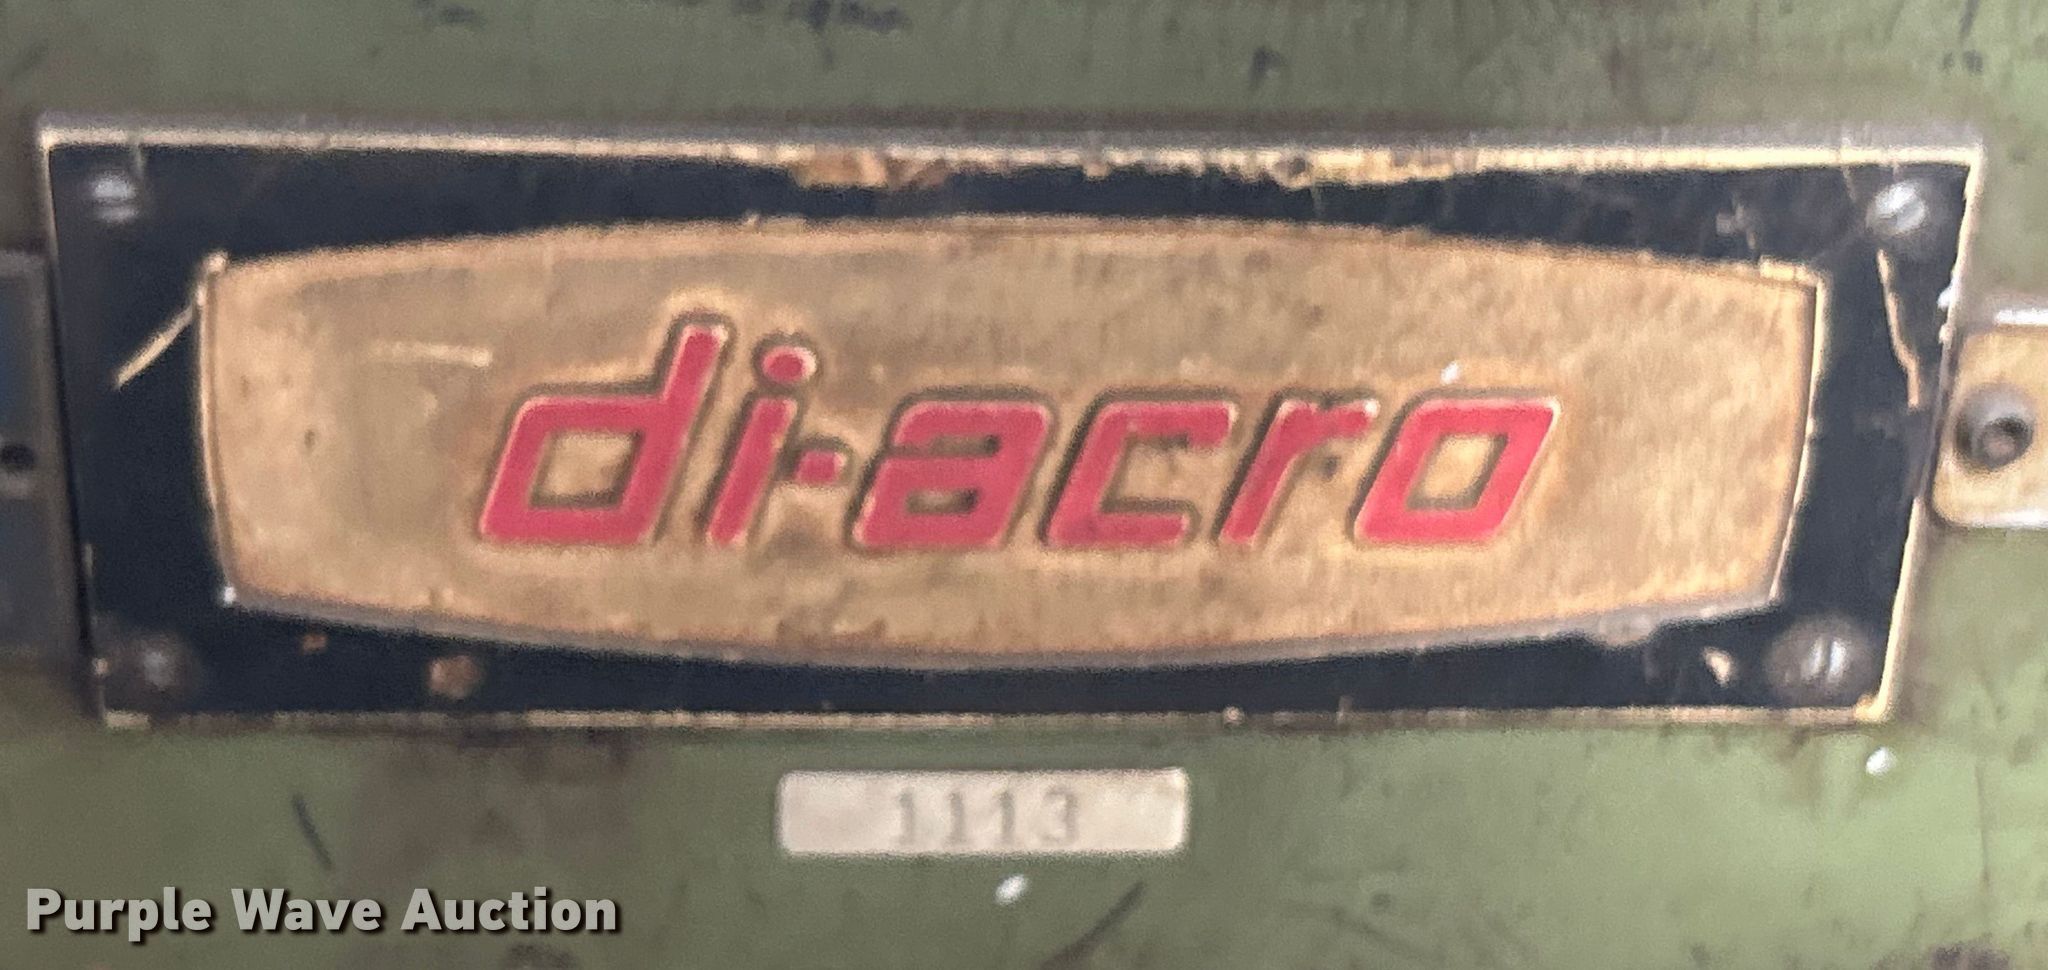 di-acro
1113
Purple Wave Auction